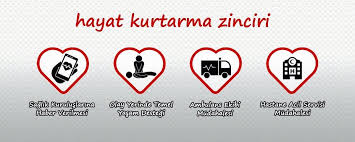 hayat kurtarma zinciri
Sağlık Kuruluşlarına
Haber Verilmesi
Olay Yerinde Temel
Yaşam Desteği
Ambulans Ekibi
Müdahalesi
Hastane Acil Servisi
Müdahalesi